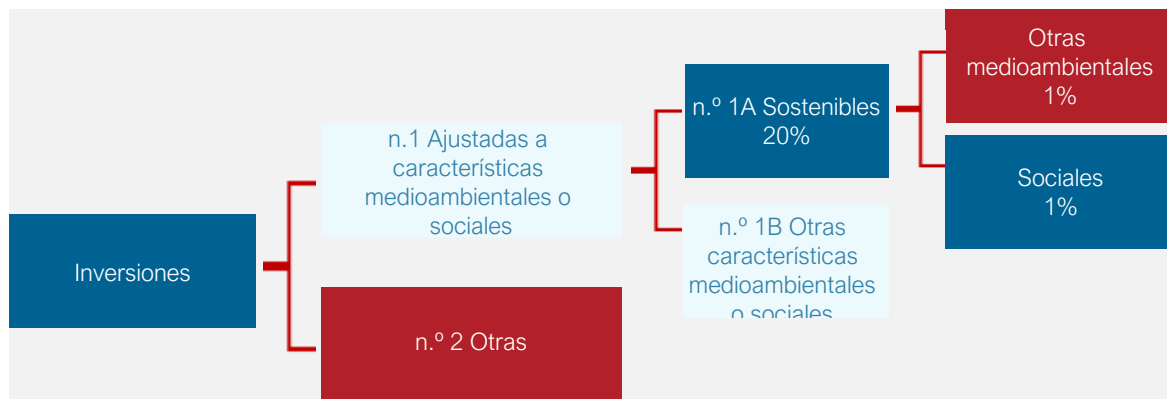 Inversiones
n.1 Ajustadas a
características
medioambientales o
sociales
n.º 2 Otras
n.º 1A Sostenibles
20%
n.º 1B Otras
características
medioambientales
o sociales
Otras
medioambientales
1%
Sociales
1%